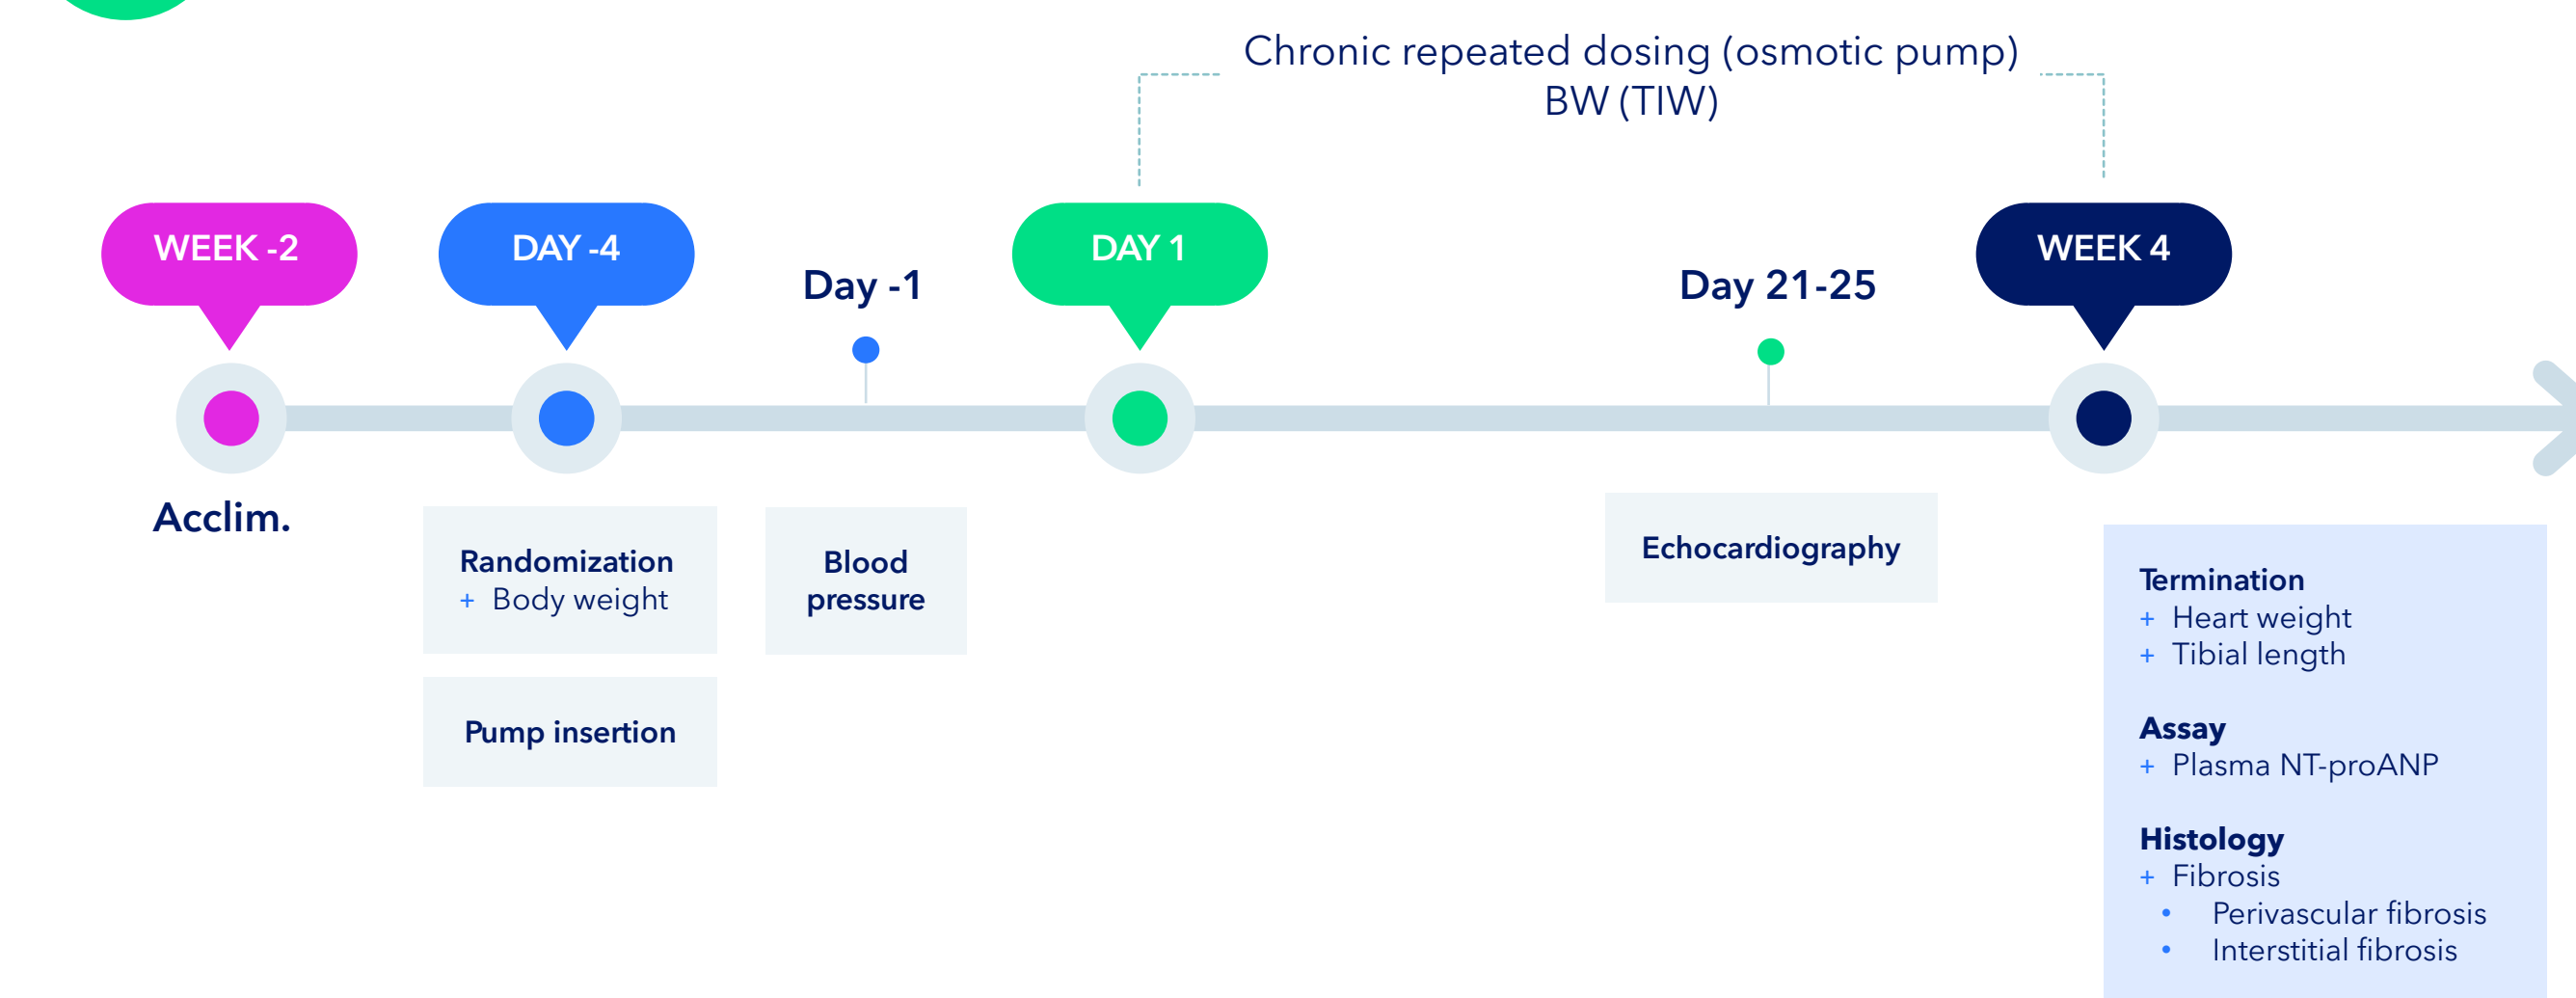 Chronic repeated dosing (osmotic pump)
BW (TIW)
WEEK -2
DAY -4
Day -1
DAY 1
Day 21-25
WEEK 4
Acclim.
Randomization
+ Body weight
Pump insertion
Blood
pressure
Echocardiography
Termination
+ Heart weight
+ Tibial length
Assay
+ Plasma NT-proANP
Histology
+ Fibrosis
• Perivascular fibrosis
• Interstitial fibrosis